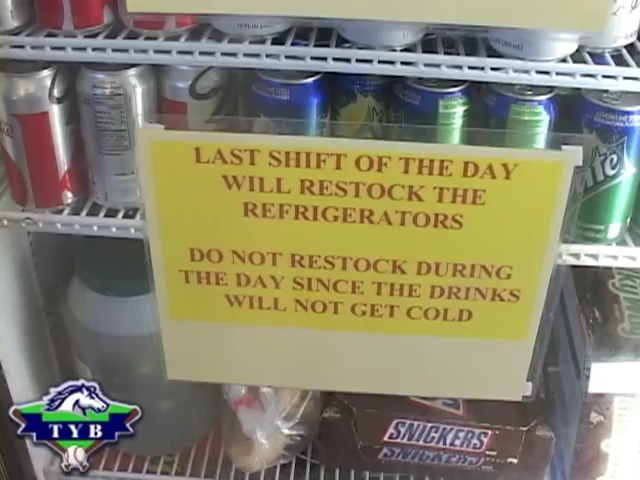 LAST SHIFT OF THE DAY
WILL RESTOCK THE
REFRIGERATORS
DO NOT RESTOCK DURING
THE DAY SINCE THE DRINKS
WILL NOT GET COLD
SNICKERS
SNICKERS
TYB